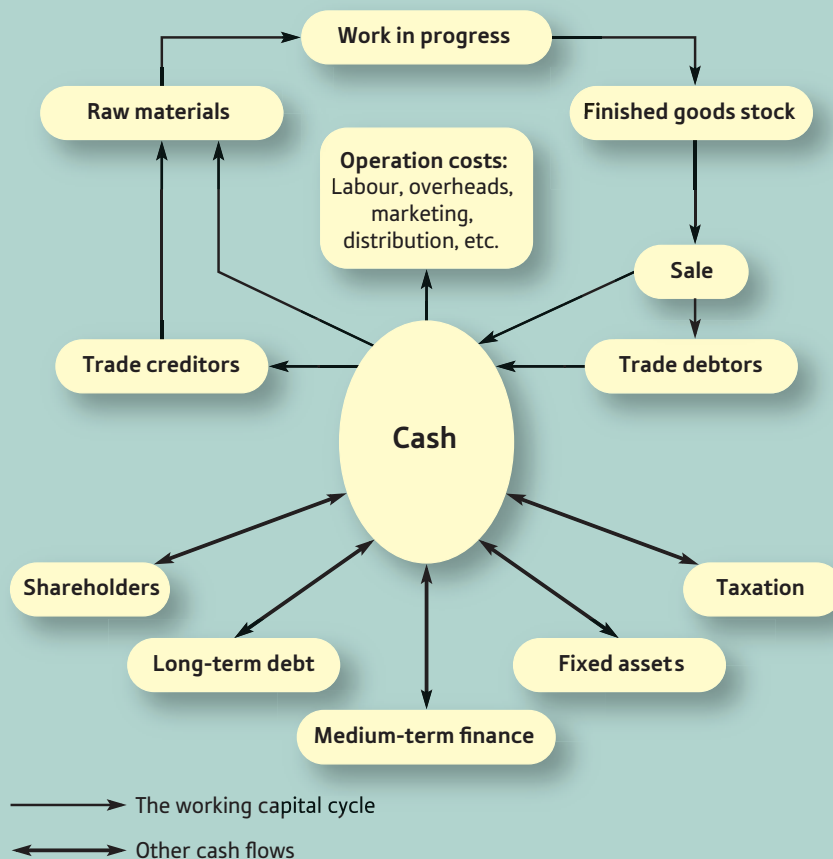 Work in progress
Raw materials
Finished goods stock
Operation costs:
Labour, overheads,
marketing,
distribution, etc.
Sale
Trade creditors
Trade debtors
Cash
Shareholders
Taxation
Long-term debt
Fixed assets
Medium-term finance
The working capital cycle
Other cash flows